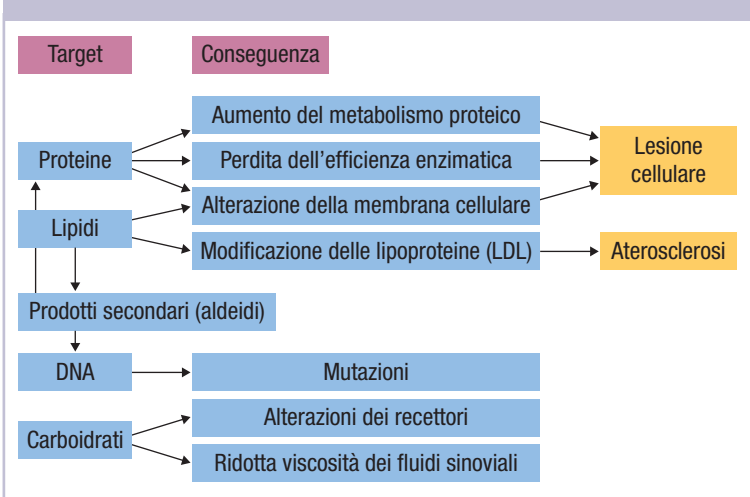 Target
Conseguenza
Aumento del metabolismo proteico
Proteine
Perdita dell'efficienza enzimatica
Lesione
cellulare
Alterazione della membrana cellulare
Lipidi
Modificazione delle lipoproteine (LDL)
Aterosclerosi
Prodotti secondari (aldeidi)
DNA
Mutazioni
Alterazioni dei recettori
Carboidrati
Ridotta viscosità dei fluidi sinoviali